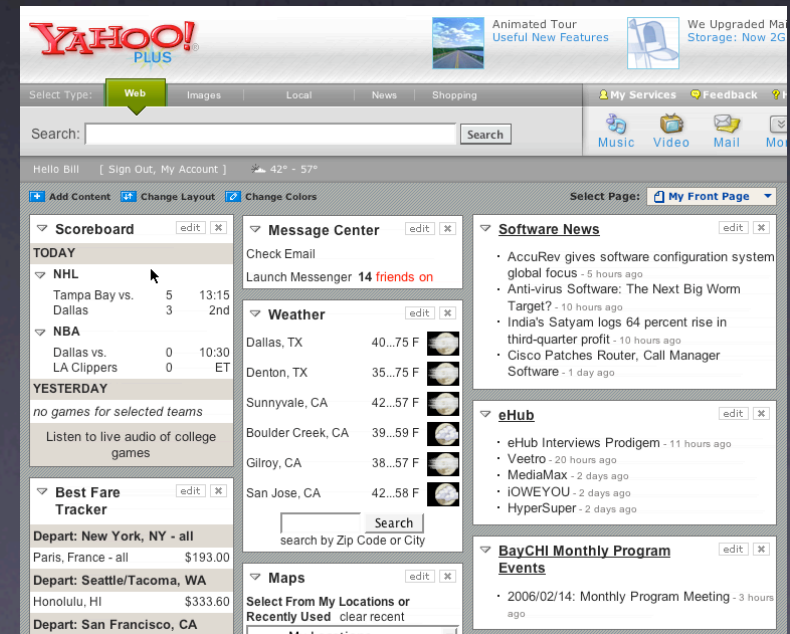 YAHOO!
PLUS
Animated Tour
Useful New Features
We Upgraded Mai
Storage: Now 2G
Select Type:
Web
Images
Local
News
Shopping
My Services
Feedback
Search:
Search
Music
Video
Mail
Mo
Hello Bill [ Sign Out, My Account ] 42° - 57°
Add Content
Change Layout
Change Colors
Select Page:
My Front Page
Scoreboard
edit
TODAY
NHL
Tampa Bay vs. 5 13:15
Dallas 3 2nd
NBA
Dallas vs. 0 10:30
LA Clippers 0 ET
YESTERDAY
no games for selected teams
Listen to live audio of college
games
Best Fare
Tracker
edit
Depart: New York, NY - all
Paris, France - all $193.00
Depart: Seattle/Tacoma, WA
Honolulu, HI $333.60
Depart: San Francisco, CA
Message Center
edit
Check Email
Launch Messenger 14 friends on
Weather
edit
Dallas, TX 40...75 F
Denton, TX 35...75 F
Sunnyvale, CA 42...57 F
Boulder Creek, CA 39...59 F
Gilroy, CA 38...57 F
San Jose, CA 42...58 F
Search
search by Zip Code or City
Maps
edit
Select From My Locations or
Recently Used clear recent
Software News
edit
· AccuRev gives software configuration system
global focus - 5 hours ago
· Anti-virus Software: The Next Big Worm
Target? - 10 hours ago
· India's Satyam logs 64 percent rise in
third-quarter profit - 10 hours ago
· Cisco Patches Router, Call Manager
Software - 1 day ago
eHub
edit
· eHub Interviews Prodigem - 11 hours ago
· Veetro - 20 hours ago
· MediaMax - 2 days ago
· iOWEYOU - 2 days ago
· HyperSuper - 2 days ago
BayCHI Monthly Program
Events
edit
· 2006/02/14: Monthly Program Meeting - 3 hours
ago